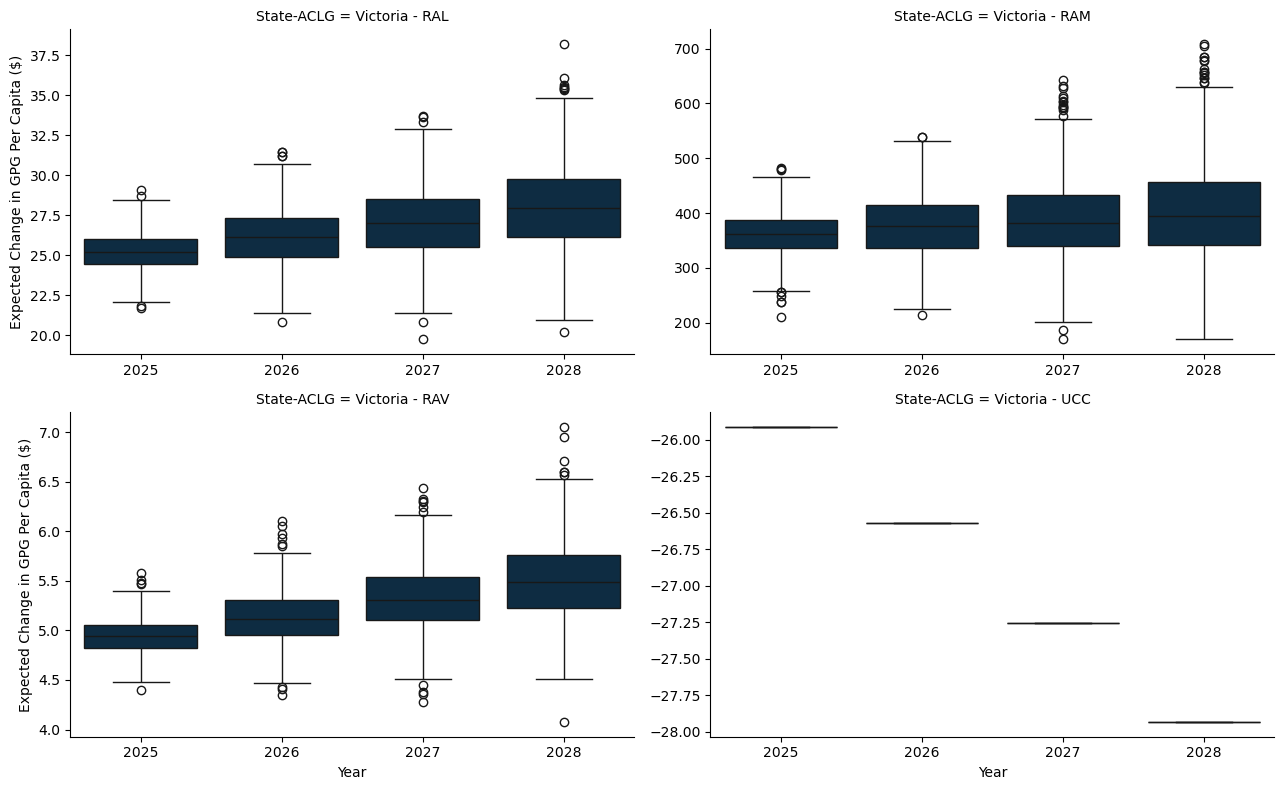 State-ACLG = Victoria - RAL
Expected Change in GPG Per Capita ($)
37.5
35.0
32.5
30.0
27.5
25.0
22.5
20.0
2025 2026 2027 2028
State-ACLG = Victoria - RAM
700
600
500
400
300
200
2025 2026 2027 2028
State-ACLG = Victoria - RAV
Expected Change in GPG Per Capita ($)
7.0
6.5
6.0
5.5
5.0
4.5
4.0
2025 2026 2027 2028
Year
State-ACLG = Victoria - UCC
−26.00
−26.25
−26.50
−26.75
−27.00
−27.25
−27.50
−27.75
−28.00
2025 2026 2027 2028
Year